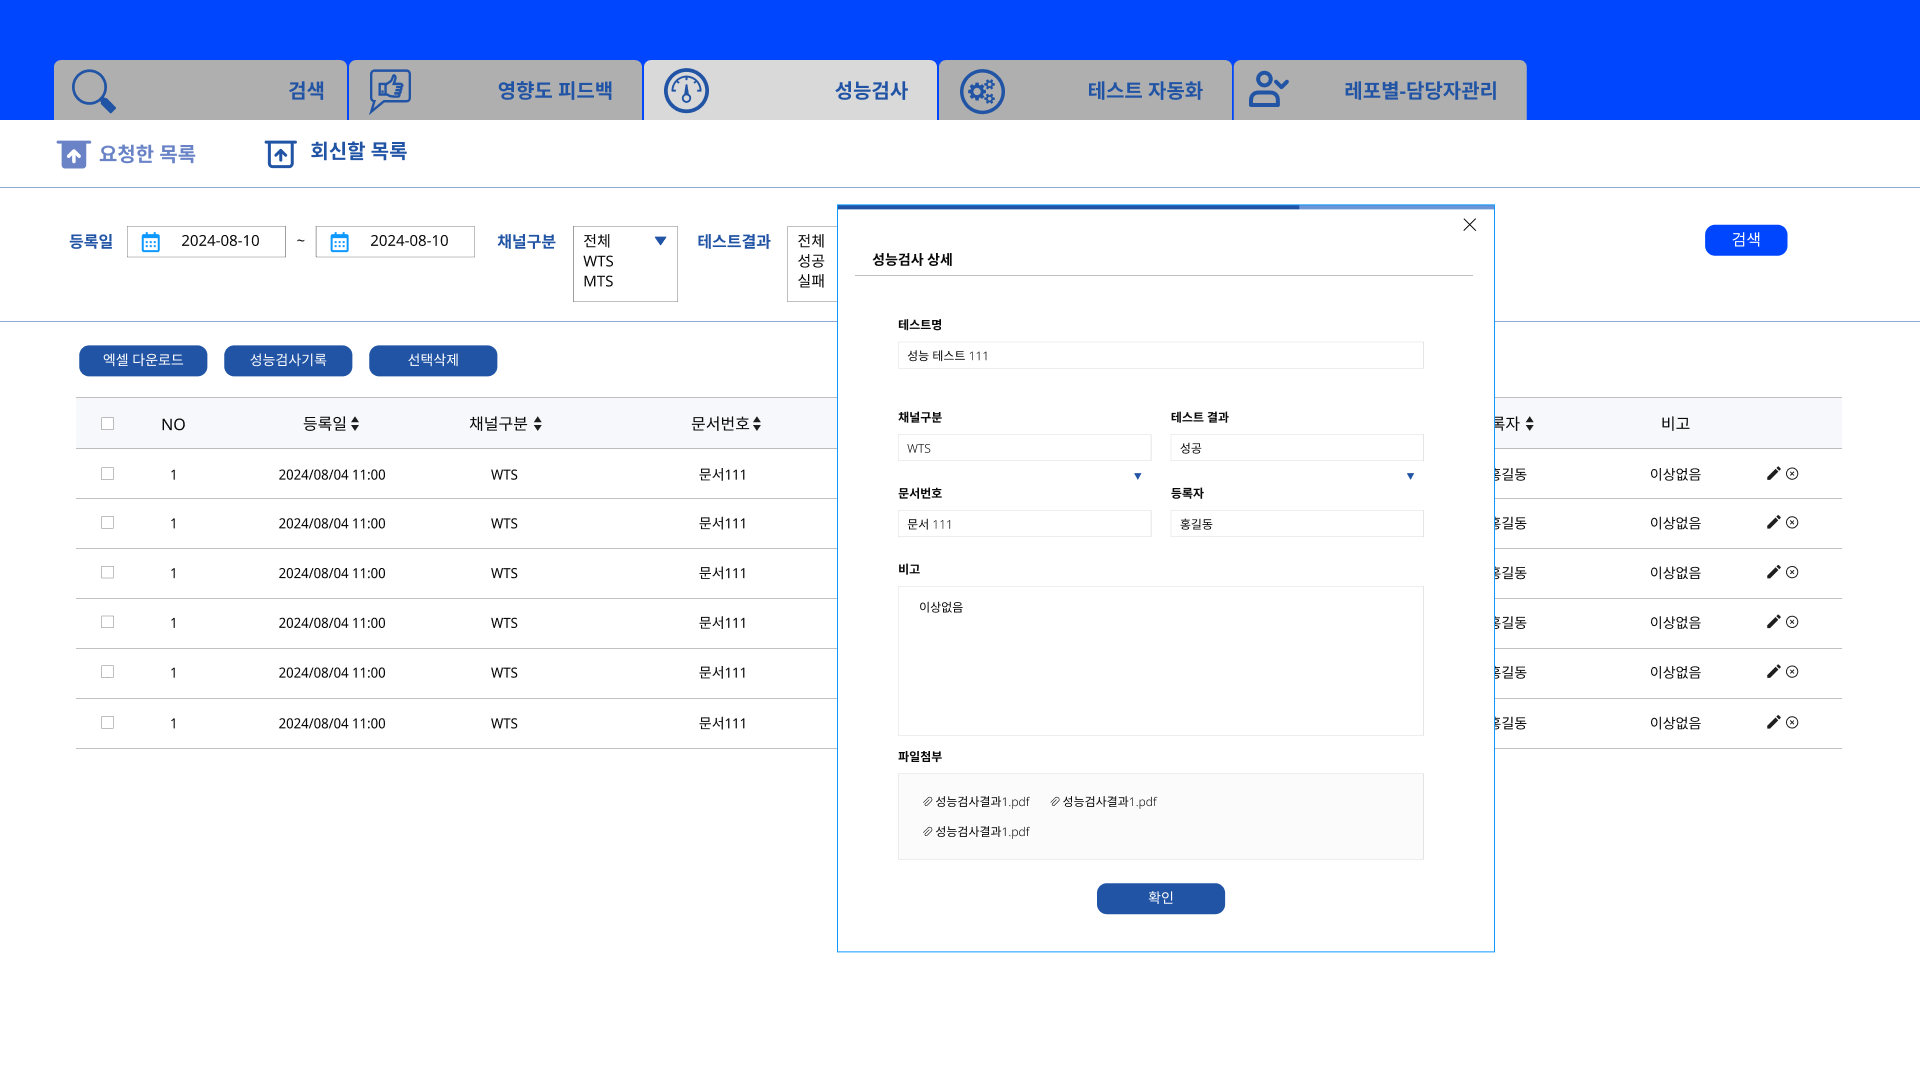 검색
영향도 피드백
성능검사
테스트 자동화
레포별-담당자관리
요청한 목록
회신할 목록
등록일
2024-08-10
~
2024-08-10
채널구분
전체
WTS
MTS
테스트결과
전체
성공
실패
검색
엑셀 다운로드
성능검사기록
선택삭제
NO
등록일
채널구분
문서번호
록자
비고
1
2024/08/04 11:00
WTS
문서111
홍길동
이상없음
1
2024/08/04 11:00
WTS
문서111
홍길동
이상없음
1
2024/08/04 11:00
WTS
문서111
홍길동
이상없음
1
2024/08/04 11:00
WTS
문서111
홍길동
이상없음
1
2024/08/04 11:00
WTS
문서111
홍길동
이상없음
1
2024/08/04 11:00
WTS
문서111
홍길동
이상없음
성능검사 상세
테스트명
성능 테스트 111
채널구분
테스트 결과
WTS
성공
문서번호
등록자
문서 111
홍길동
비고
이상없음
파일첨부
성능검사결과1.pdf
성능검사결과1.pdf
성능검사결과1.pdf
확인